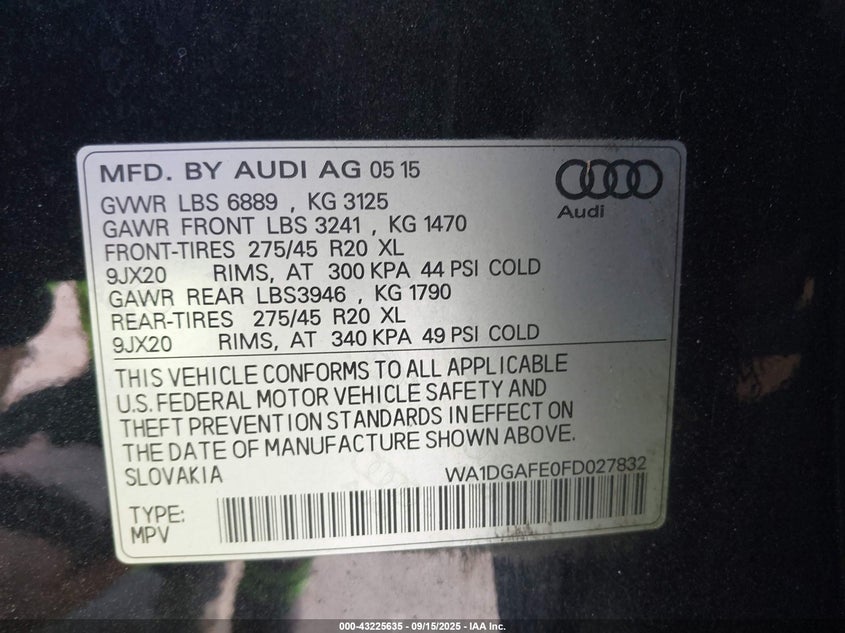 MFD. BY AUDI AG 05 15
Audi
GVWR LBS 6889 , KG 3125
GAWR FRONT LBS 3241 , KG 1470
FRONT-TIRES 275/45 R20 XL
9JX20 RIMS, AT 300 KPA 44 PSI COLD
GAWR REAR LBS3946 , KG 1790
REAR-TIRES 275/45 R20 XL
9JX20 RIMS, AT 340 KPA 49 PSI COLD
THIS VEHICLE CONFORMS TO ALL APPLICABLE
U.S. FEDERAL MOTOR VEHICLE SAFETY AND
THEFT PREVENTION STANDARDS IN EFFECT ON
THE DATE OF MANUFACTURE SHOWN ABOVE.
SLOVAKIA WA1DGAFE0FD027832
TYPE:
MPV
000-43225635 - 09/15/2025 - IAA Inc.